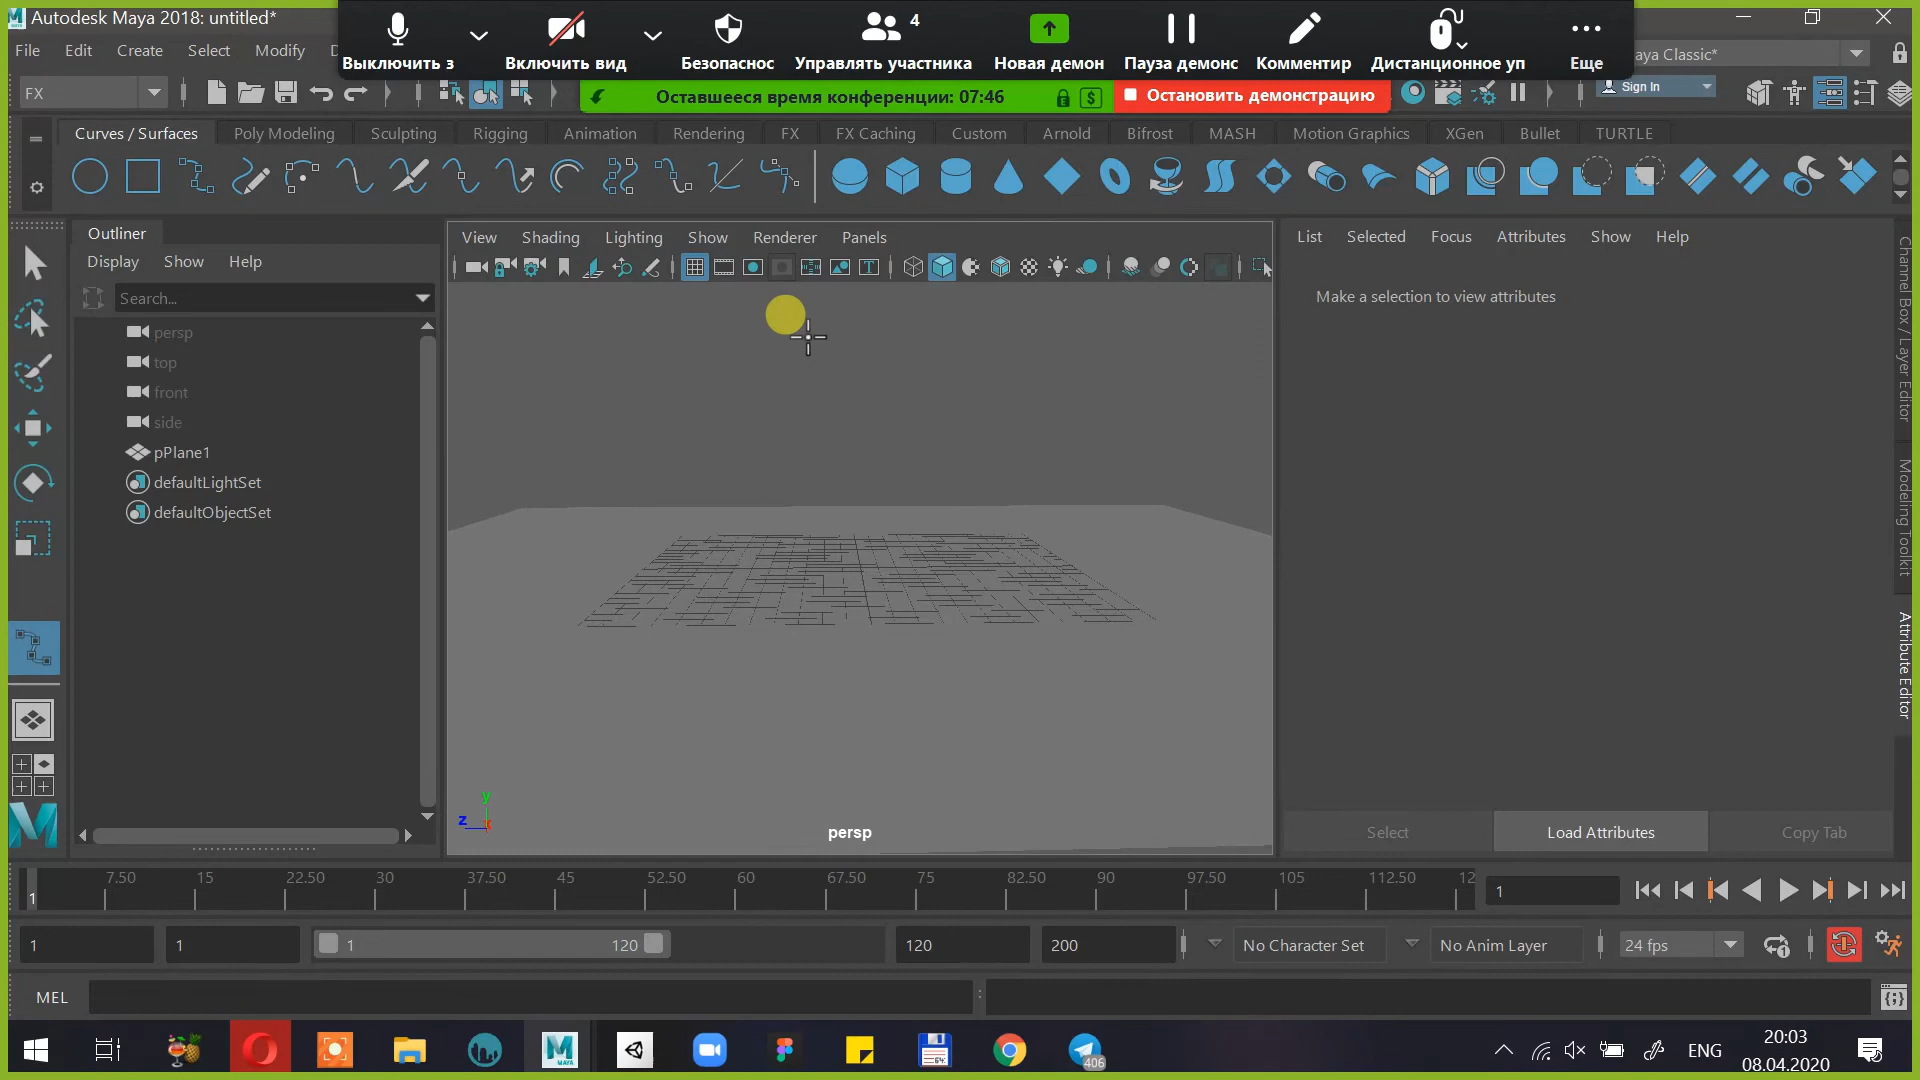 Autodesk Maya 2018: untitled*
File Edit Create Select Modify
Выключить з
Включить вид
Безопаснос
4
Управлять участника
Новая демон
Пауза демонс
Комментир
Дистанционное уп
Еще
Оставшееся время конференции: 07:46
Остановить демонстрацию
aya Classic*
FX
Sign In
Curves / Surfaces Poly Modeling Sculpting Rigging Animation Rendering FX FX Caching Custom Arnold Bifrost MASH Motion Graphics XGen Bullet TURTLE
Outliner
Display Show Help
Search...
persp
top
front
side
pPlane1
defaultLightSet
defaultObjectSet
View Shading Lighting Show Renderer Panels
y
z
x
persp
List Selected Focus Attributes Show Help
Make a selection to view attributes
Select
Load Attributes
Copy Tab
Channel Box / Layer Editor
Modeling Toolkit
Attribute Editor
1 7.50 15 22.50 30 37.50 45 52.50 60 67.50 75 82.50 90 97.50 105 112.50 12
1
1 1 1 120 120 200 No Character Set No Anim Layer 24 fps
MEL
MAYA
64
406
ENG
20:03
08.04.2020